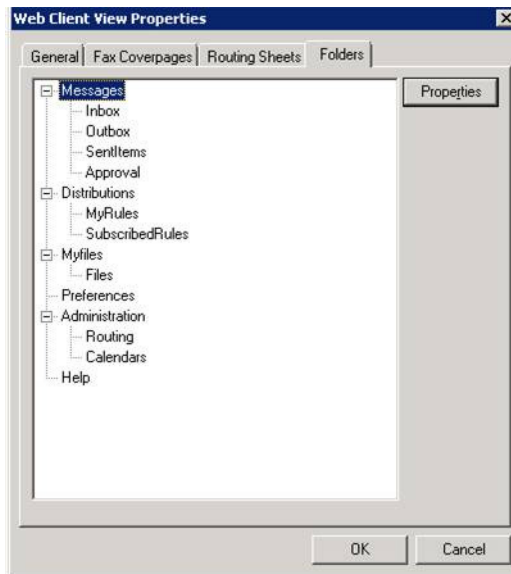 Web Client View Properties
General Fax Coverpages Routing Sheets Folders
Messages
Properties
Inbox
Outbox
SentItems
Approval
Distributions
MyRules
SubscribedRules
Myfiles
Files
Preferences
Administration
Routing
Calendars
Help
OK Cancel